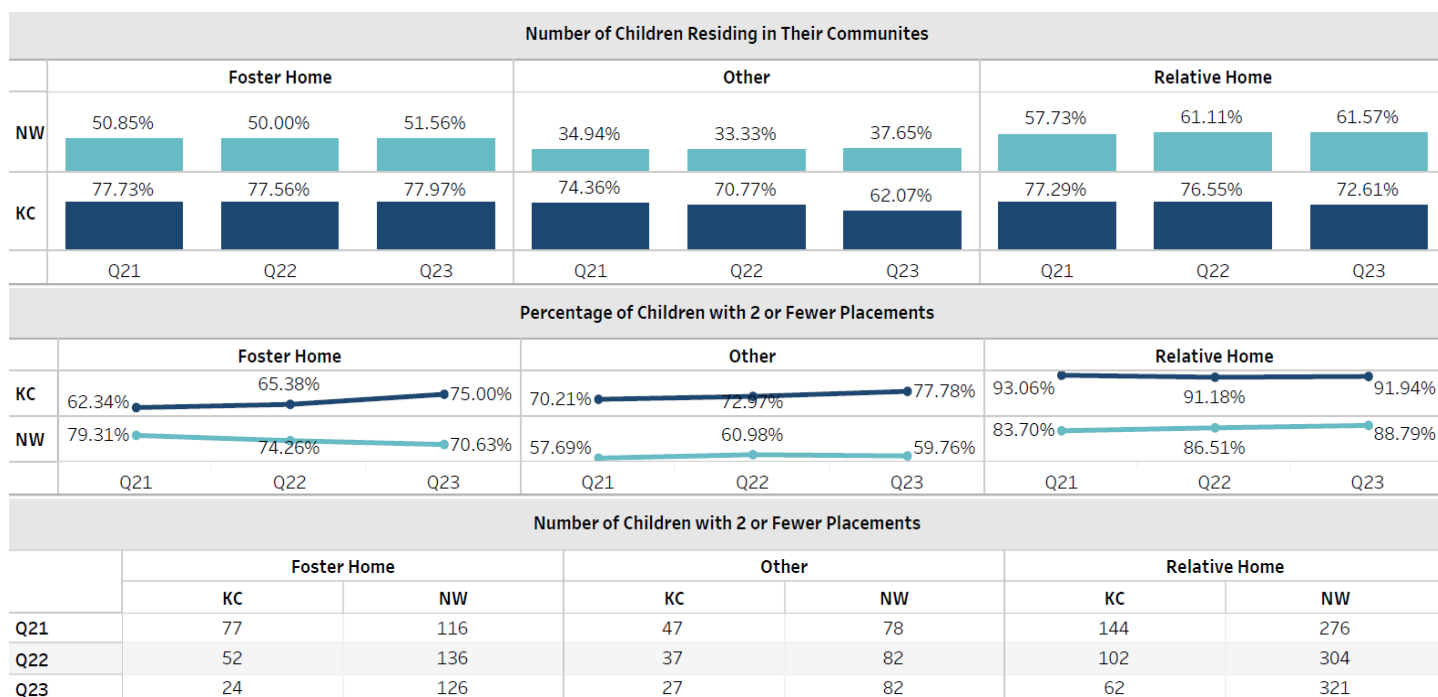 Number of Children Residing in Their Communites
Foster Home Other Relative Home
NW 50.85% 50.00% 51.56% 34.94% 33.33% 37.65% 57.73% 61.11% 61.57%
KC 77.73% 77.56% 77.97% 74.36% 70.77% 62.07% 77.29% 76.55% 72.61%
Q21 Q22 Q23 Q21 Q22 Q23 Q21 Q22 Q23
Percentage of Children with 2 or Fewer Placements
Foster Home Other Relative Home
KC 62.34% 65.38% 75.00% 70.21% 72.97% 77.78% 93.06% 91.18% 91.94%
NW 79.31% 74.26% 70.63% 57.69% 60.98% 59.76% 83.70% 86.51% 88.79%
Q21 Q22 Q23 Q21 Q22 Q23 Q21 Q22 Q23
Number of Children with 2 or Fewer Placements
Foster Home Other Relative Home
KC NW KC NW KC NW
Q21 77 116 47 78 144 276
Q22 52 136 37 82 102 304
Q23 24 126 27 82 62 321